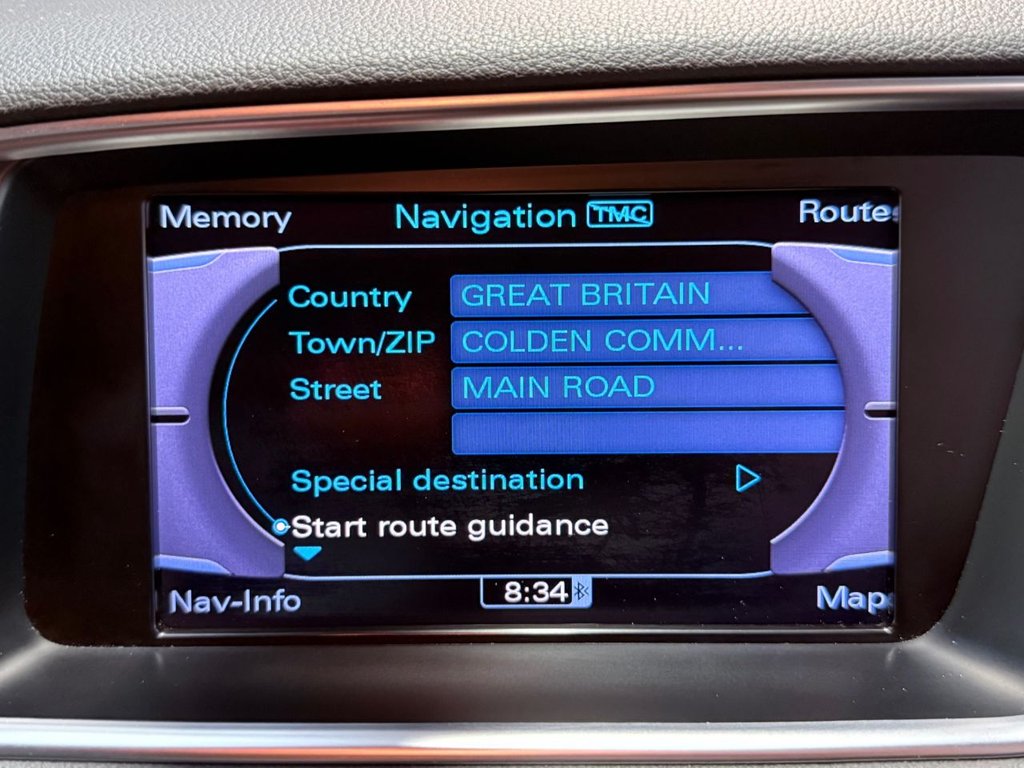 Memory Navigation TMC Routes
Country GREAT BRITAIN
Town/ZIP COLDEN COMM...
Street MAIN ROAD
Special destination
Start route guidance
Nav-Info 8:34 Map